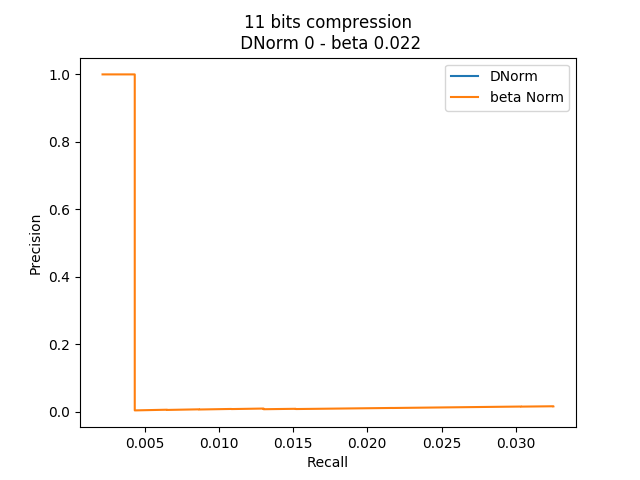 11 bits compression
DNorm 0 - beta 0.022
DNorm
beta Norm
1.0
0.8
0.6
0.4
0.2
0.0
Precision
0.005
0.010
0.015
0.020
0.025
0.030
Recall